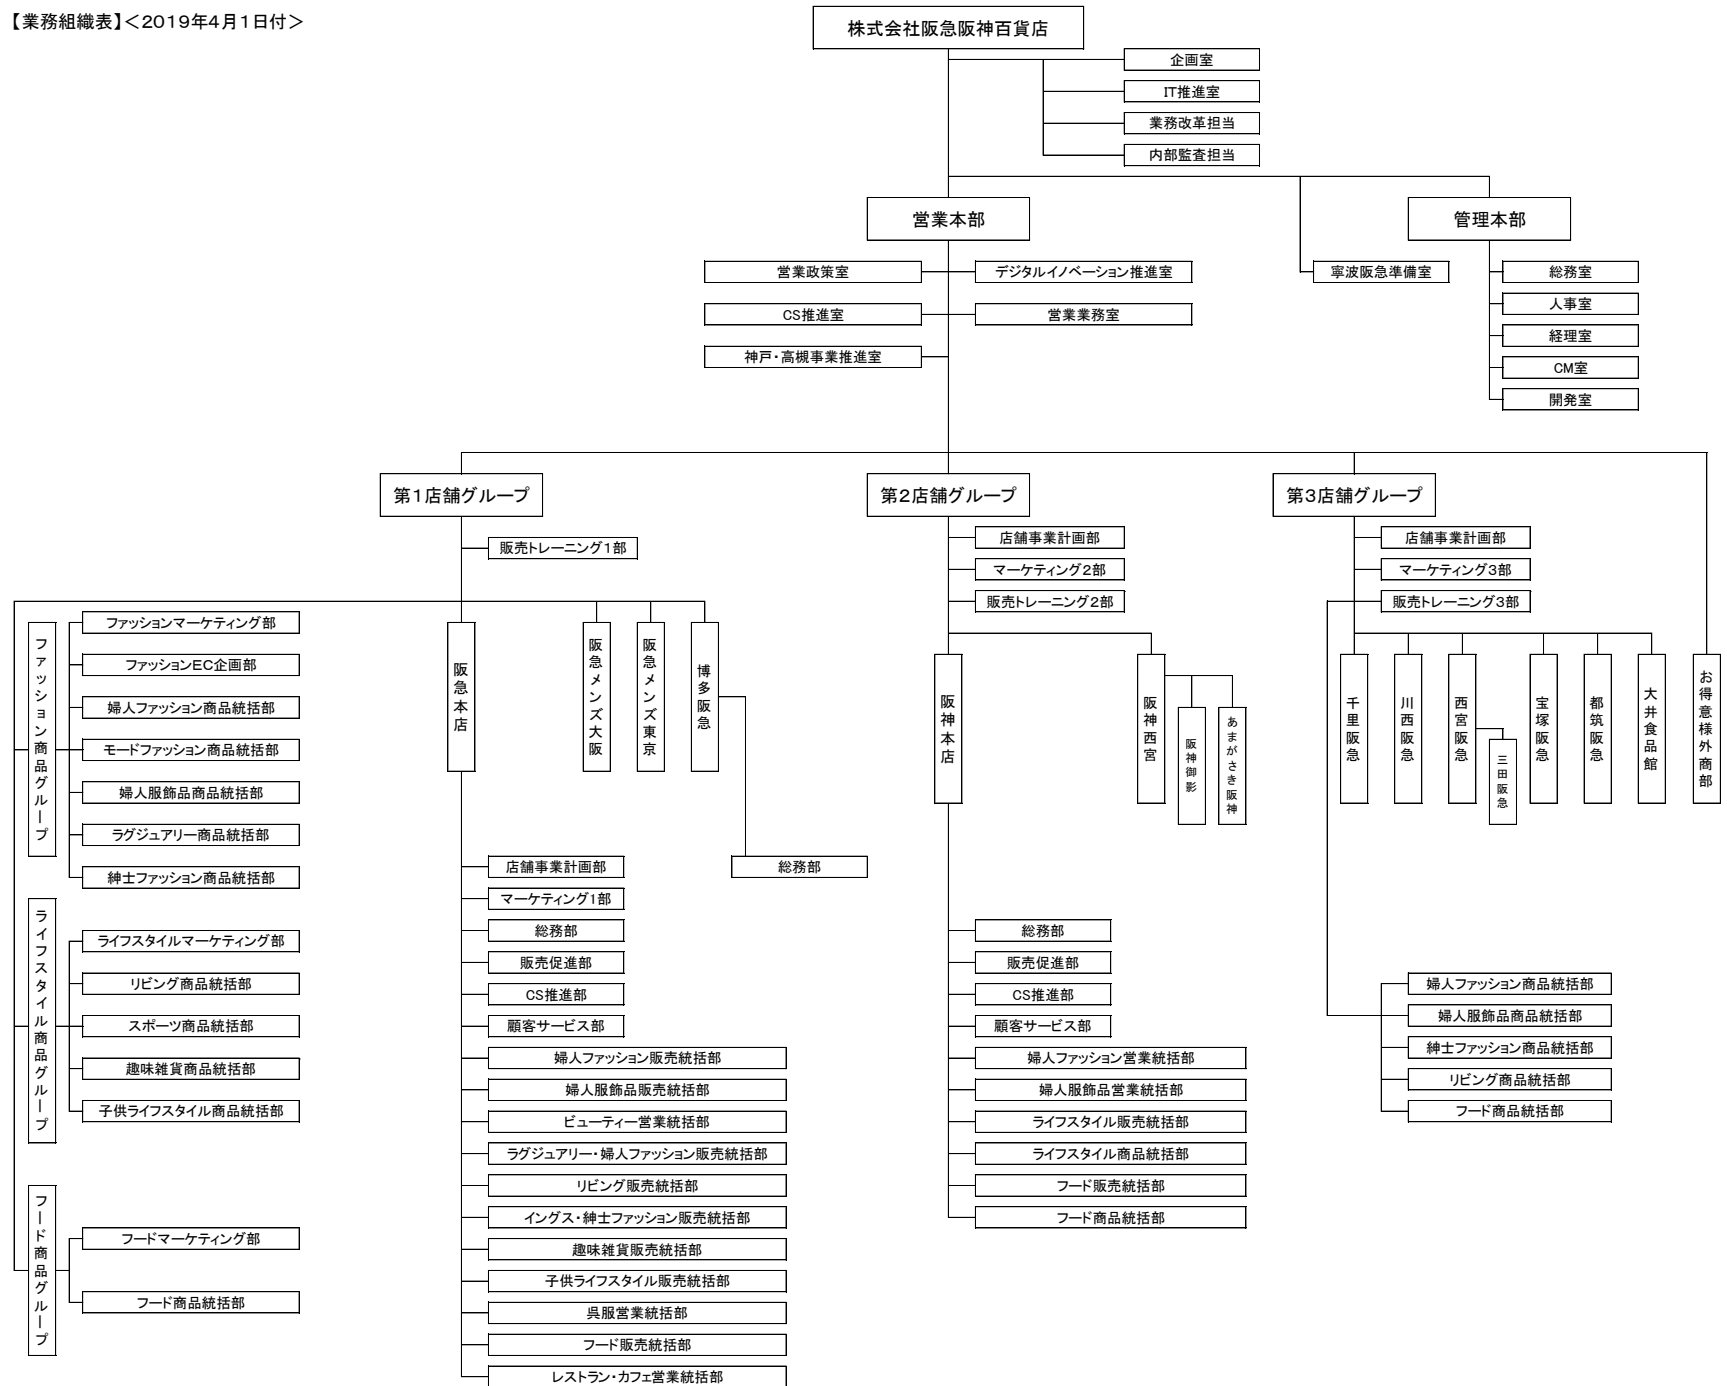 【業務組織表】＜2019年4月1日付＞
株式会社阪急阪神百貨店
企画室
IT推進室
業務改革担当
内部監査担当
営業本部
管理本部
営業政策室
デジタルイノベーション推進室
CS推進室
営業業務室
神戸・高槻事業推進室
寧波阪急準備室
総務室
人事室
経理室
CM室
開発室
第1店舗グループ
第2店舗グループ
第3店舗グループ
販売トレーニング1部
店舗事業計画部
マーケティング2部
販売トレーニング2部
店舗事業計画部
マーケティング3部
販売トレーニング3部
ファッション商品グループ
ファッションマーケティング部
ファッションEC企画部
婦人ファッション商品統括部
モードファッション商品統括部
婦人服飾品商品統括部
ラグジュアリー商品統括部
紳士ファッション商品統括部
ライフスタイル商品グループ
ライフスタイルマーケティング部
リビング商品統括部
スポーツ商品統括部
趣味雑貨商品統括部
子供ライフスタイル商品統括部
フード商品グループ
フードマーケティング部
フード商品統括部
阪急本店
阪急メンズ大阪
阪急メンズ東京
博多阪急
総務部
店舗事業計画部
マーケティング1部
総務部
販売促進部
CS推進部
顧客サービス部
婦人ファッション販売統括部
婦人服飾品販売統括部
ビューティー営業統括部
ラグジュアリー・婦人ファッション販売統括部
リビング販売統括部
イングス・紳士ファッション販売統括部
趣味雑貨販売統括部
子供ライフスタイル販売統括部
呉服営業統括部
フード販売統括部
レストラン・カフェ営業統括部
阪神本店
阪神西宮
阪神御影
あまがさき阪神
総務部
販売促進部
CS推進部
顧客サービス部
婦人ファッション営業統括部
婦人服飾品営業統括部
ライフスタイル販売統括部
ライフスタイル商品統括部
フード販売統括部
フード商品統括部
千里阪急
川西阪急
西宮阪急
三田阪急
宝塚阪急
都筑阪急
大井食品館
お得意様外商部
婦人ファッション商品統括部
婦人服飾品商品統括部
紳士ファッション商品統括部
リビング商品統括部
フード商品統括部